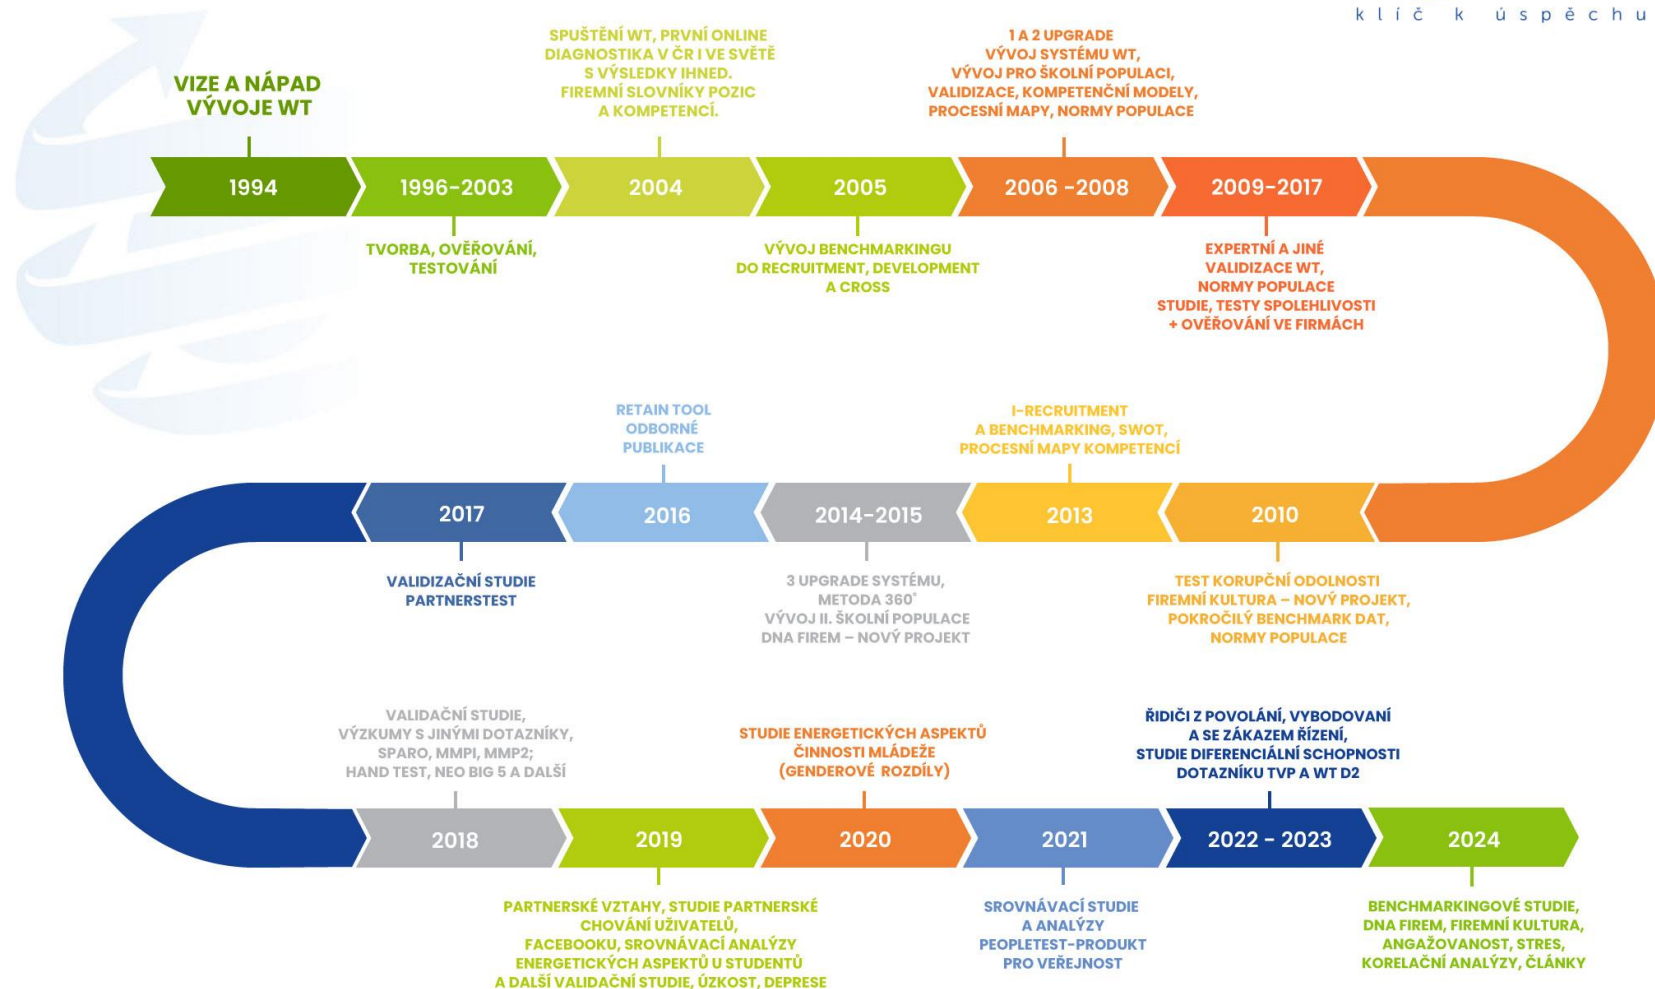 klíč k úspěchu
VIZE A NÁPAD
VÝVOJE WT
SPUŠTĚNÍ WT, PRVNÍ ONLINE
DIAGNOSTIKA V ČR I VE SVĚTĚ
S VÝSLEDKY IHNED.
FIREMNÍ SLOVNÍKY POZIC
A KOMPETENCÍ.
1 A 2 UPGRADE
VÝVOJ SYSTÉMU WT,
VÝVOJ PRO ŠKOLNÍ POPULACI,
VALIDIZACE, KOMPETENČNÍ MODELY,
PROCESNÍ MAPY, NORMY POPULACE
1994
1996-2003
2004
2005
2006 -2008
2009-2017
TVORBA, OVĚŘOVÁNÍ,
TESTOVÁNÍ
VÝVOJ BENCHMARKINGU
DO RECRUITMENT, DEVELOPMENT
A CROSS
EXPERTNÍ A JINÉ
VALIDIZACE WT,
NORMY POPULACE
STUDIE, TESTY SPOLEHLIVOSTI
+ OVĚŘOVÁNÍ VE FIRMÁCH
RETAIN TOOL
ODBORNÉ
PUBLIKACE
I-RECRUITMENT
A BENCHMARKING, SWOT,
PROCESNÍ MAPY KOMPETENCÍ
2017
2016
2014-2015
2013
2010
VALIDIZAČNÍ STUDIE
PARTNERSTEST
3 UPGRADE SYSTÉMU,
METODA 360°
VÝVOJ II. ŠKOLNÍ POPULACE
DNA FIREM – NOVÝ PROJEKT
TEST KORUPČNÍ ODOLNOSTI
FIREMNÍ KULTURA – NOVÝ PROJEKT,
POKROČILÝ BENCHMARK DAT,
NORMY POPULACE
VALIDAČNÍ STUDIE,
VÝZKUMY S JINÝMI DOTAZNÍKY,
SPARO, MMPI, MMP2;
HAND TEST, NEO BIG 5 A DALŠÍ
STUDIE ENERGETICKÝCH ASPEKTŮ
ČINNOSTI MLÁDEŽE
(GENDEROVÉ ROZDÍLY)
ŘIDIČI Z POVOLÁNÍ, VYBODOVANÍ
A SE ZÁKAZEM ŘÍZENÍ,
STUDIE DIFERENCIÁLNÍ SCHOPNOSTI
DOTAZNÍKU TVP A WT D2
2018
2019
2020
2021
2022 - 2023
2024
PARTNERSKÉ VZTAHY, STUDIE PARTNERSKÉ
CHOVÁNÍ UŽIVATELŮ,
FACEBOOKU, SROVNÁVACÍ ANALÝZY
ENERGETICKÝCH ASPEKTŮ U STUDENTŮ
A DALŠÍ VALIDAČNÍ STUDIE, ÚZKOST, DEPRESE
SROVNÁVACÍ STUDIE
A ANALÝZY
PEOPLETEST-PRODUKT
PRO VEŘEJNOST
BENCHMARKINGOVÉ STUDIE,
DNA FIREM, FIREMNÍ KULTURA,
ANGAŽOVANOST, STRES,
KORELAČNÍ ANALÝZY, ČLÁNKY